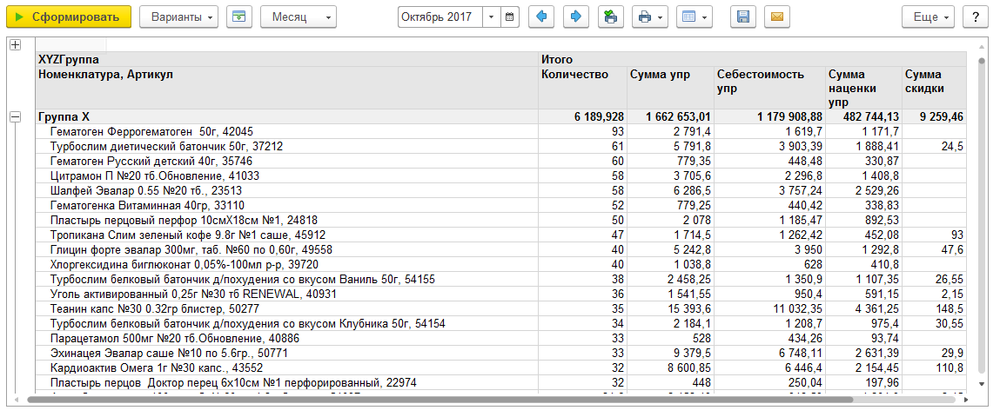 Сформировать Варианты Месяц Октябрь 2017 Еще ?
XYZГруппа Итого
Номенклатура, Артикул Количество Сумма упр Себестоимость упр Сумма наценки упр Сумма скидки
Группа X 6 189,928 1 662 653,01 1 179 908,88 482 744,13 9 259,46
Гематоген Феррогематоген 50г, 42045 93 2 791,4 1 619,7 1 171,7
Турбослим диетический батончик 50г, 37212 61 5 791,8 3 903,39 1 888,41 24,5
Гематоген Русский детский 40г, 35746 60 779,35 448,48 330,87
Цитрамон П №20 тб.Обновление, 41033 58 3 705,6 2 296,8 1 408,8
Шалфей Эвалар 0.55 №20 тб., 23513 58 6 286,5 3 757,24 2 529,26
Гематогенка Витаминная 40гр, 33110 52 779,25 440,42 338,83
Пластырь перцовый перфор 10смХ18см №1, 24818 50 2 078 1 185,47 892,53
Тропикана Слим зеленый кофе 9.8г №1 саше, 45912 47 1 714,5 1 262,42 452,08 93
Глицин форте эвалар 300мг, таб. №60 по 0,60г, 49558 40 5 242,8 3 950 1 292,8 47,6
Хлоргексидина биглюконат 0,05%-100мл р-р, 39720 40 1 038,8 628 410,8
Турбослим белковый батончик д/похудения со вкусом Ваниль 50г, 54155 38 2 458,25 1 350,9 1 107,35 26,55
Уголь активированный 0,25г №30 тб RENEWAL, 40931 36 1 541,55 950,4 591,15 2,15
Теанин капс №30 0.32гр блистер, 50277 35 15 393,6 11 032,35 4 361,25 148,5
Турбослим белковый батончик д/похудения со вкусом Клубника 50г, 54154 34 2 184,1 1 208,7 975,4 30,55
Парацетамол 500мг №20 тб.Обновление, 40886 33 528 434,26 93,74
Эхинацея Эвалар саше №10 по 5.6гр., 50771 33 9 379,5 6 748,11 2 631,39 29,9
Кардиоактив Омега 1г №30 капс., 43552 32 8 600,85 6 446,4 2 154,45 110,8
Пластырь перцов Доктор перец 6х10см №1 перфорированный, 22974 32 448 250,04 197,96